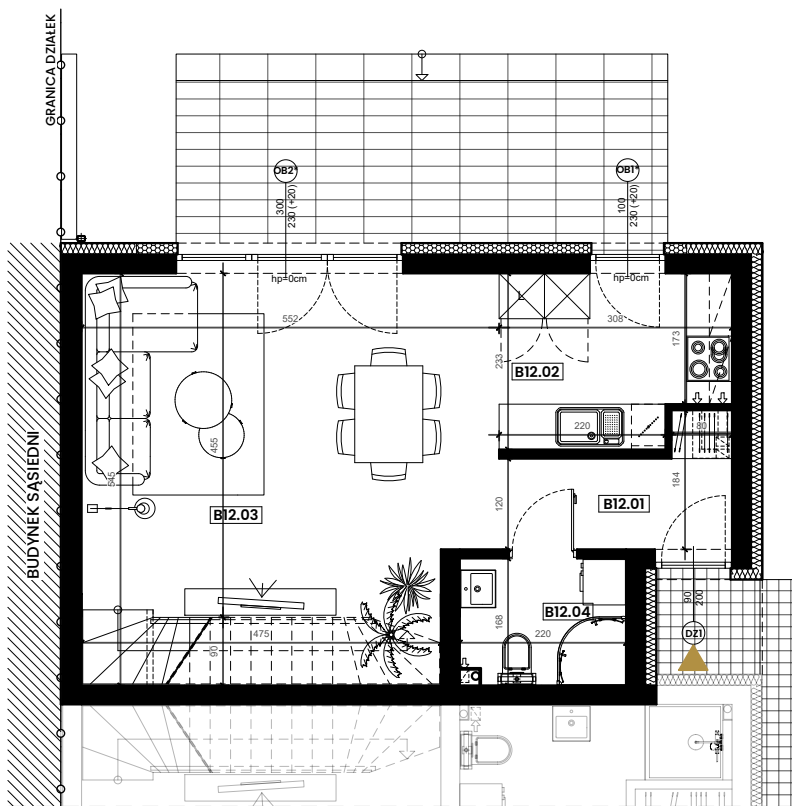 GRANICA DZIAŁEK
OB2*
300
230 (+20)
OB1*
100
230 (+20)
hp=0cm
hp=0cm
552
308
L
173
233
B12.02
220
80
455
545
B12.03
184
B12.01
120
BUDYNEK SĄSIEDNI
B12.04
168
220
475
90
90
200
DZ1